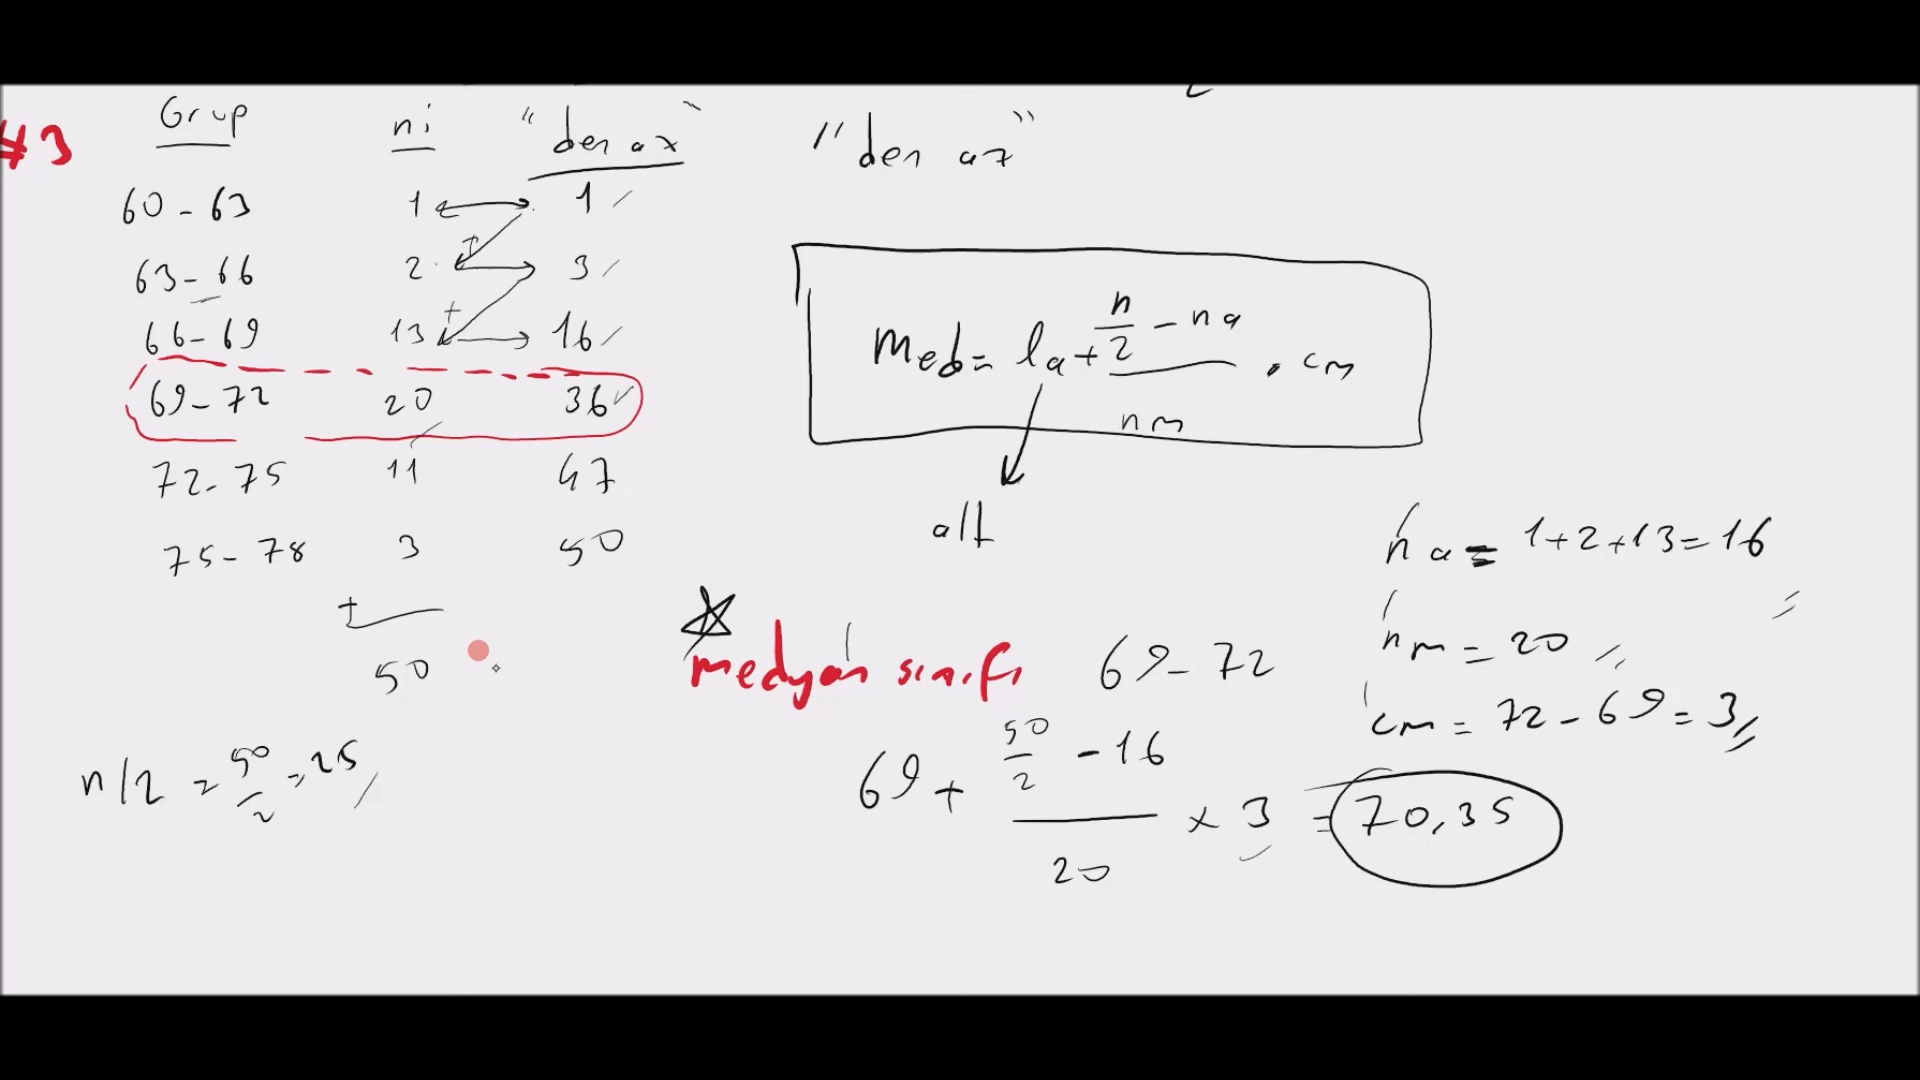 #3
Grup ni "den az" "den az"
60 - 63 1 1
63 - 66 2 + 3
66 - 69 13 + 16
69 - 72 20 36
72 - 75 11 47
75 - 78 3 50
+
50
n/2 = 50/2 = 25
Med = la + (n/2 - na)/nm . cm
alt
na = 1+2+13=16
nm = 20
cm = 72 - 69 = 3
medyan sınıfı 69 - 72
69 + (50/2 - 16)/20 x 3 = 70,35